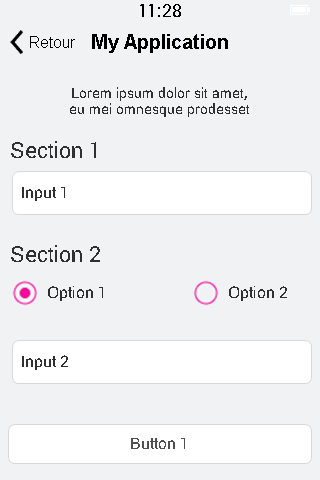 11:28
Retour My Application
Lorem ipsum dolor sit amet,
eu mei omnesque prodesset
Section 1
Input 1
Section 2
Option 1 Option 2
Input 2
Button 1